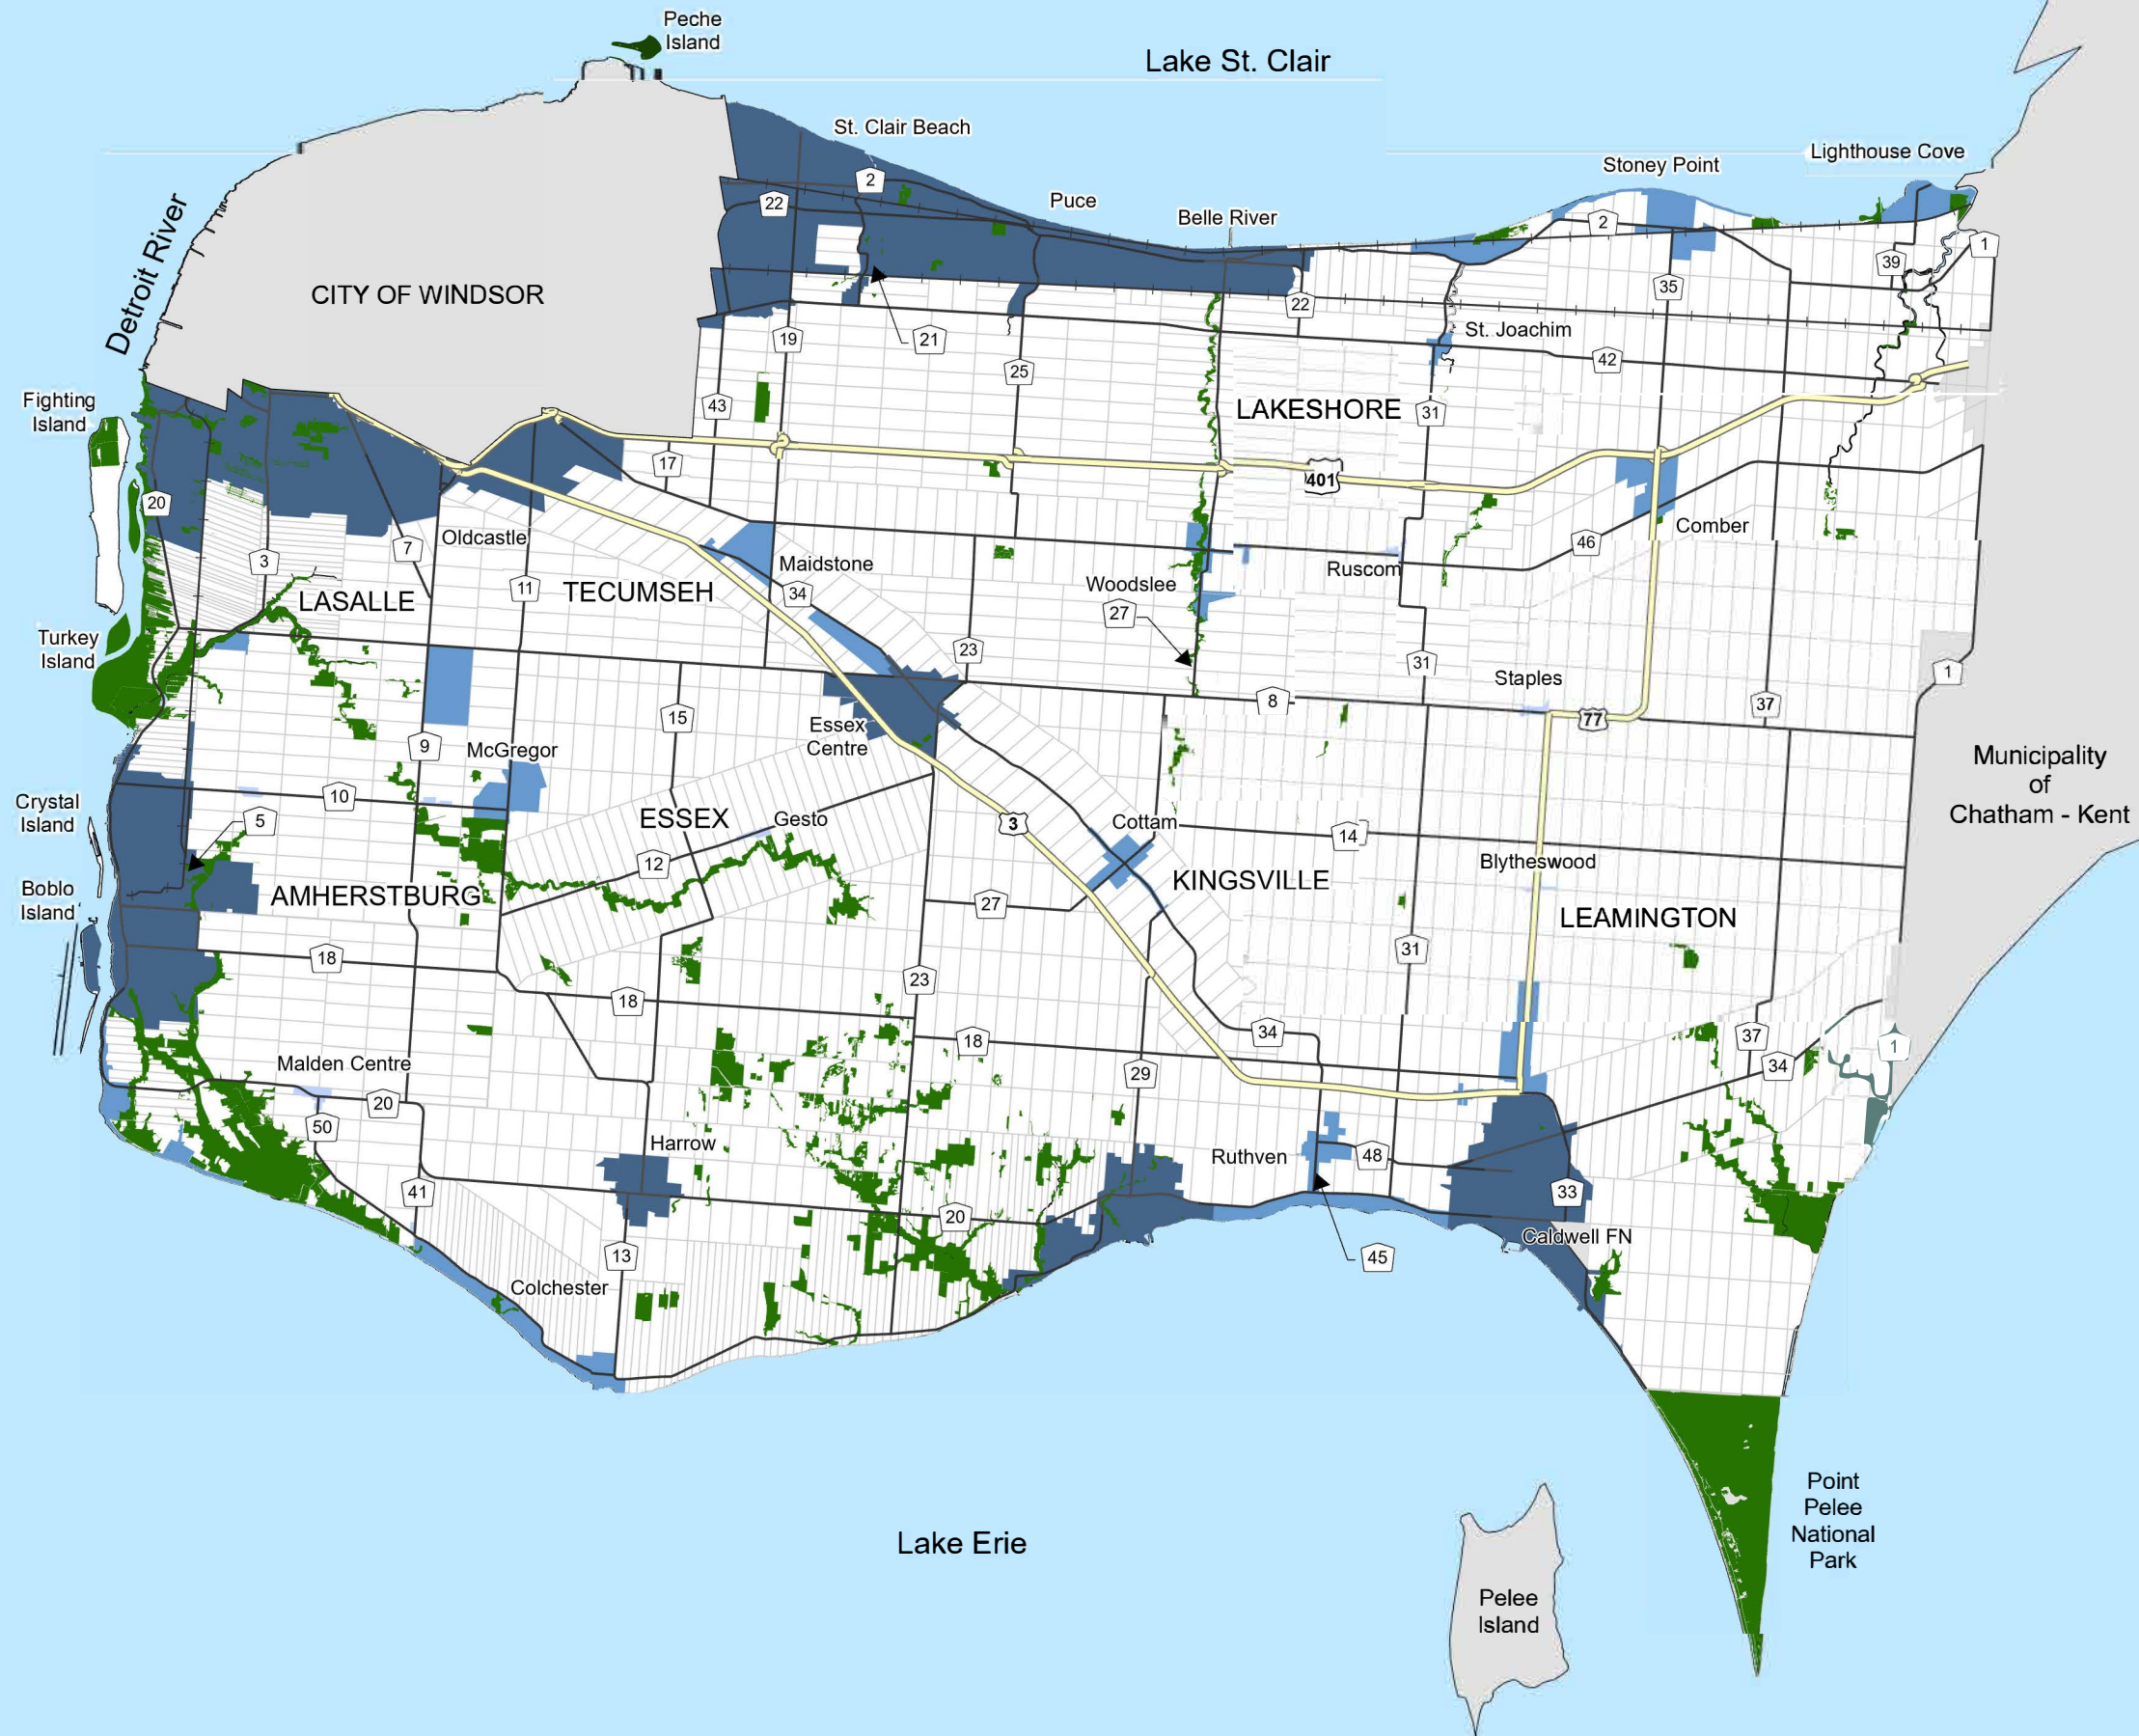 Peche
Island
Lake St. Clair
St. Clair Beach
Lighthouse Cove
Stoney Point
2
22
Puce
Belle River
2
1
39
Detroit River
CITY OF WINDSOR
35
22
St. Joachim
19
21
42
25
Fighting
Island
43
LAKESHORE
31
17
401
20
Comber
Oldcastle
7
46
3
Maidstone
Ruscom
11
TECUMSEH
Woodslee
34
LASALLE
27
Turkey
Island
23
31
1
Staples
8
37
15
77
Essex
Centre
9
McGregor
Municipality
of
Chatham - Kent
10
Crystal
Island
5
ESSEX
Gesto
3
Cottam
14
12
Blytheswood
Boblo
Island
AMHERSTBURG
KINGSVILLE
27
LEAMINGTON
18
31
23
18
34
18
37
1
Malden Centre
29
34
20
50
Harrow
Ruthven
48
41
33
20
Caldwell FN
13
45
Colchester
Point
Pelee
National
Park
Lake Erie
Pelee
Island